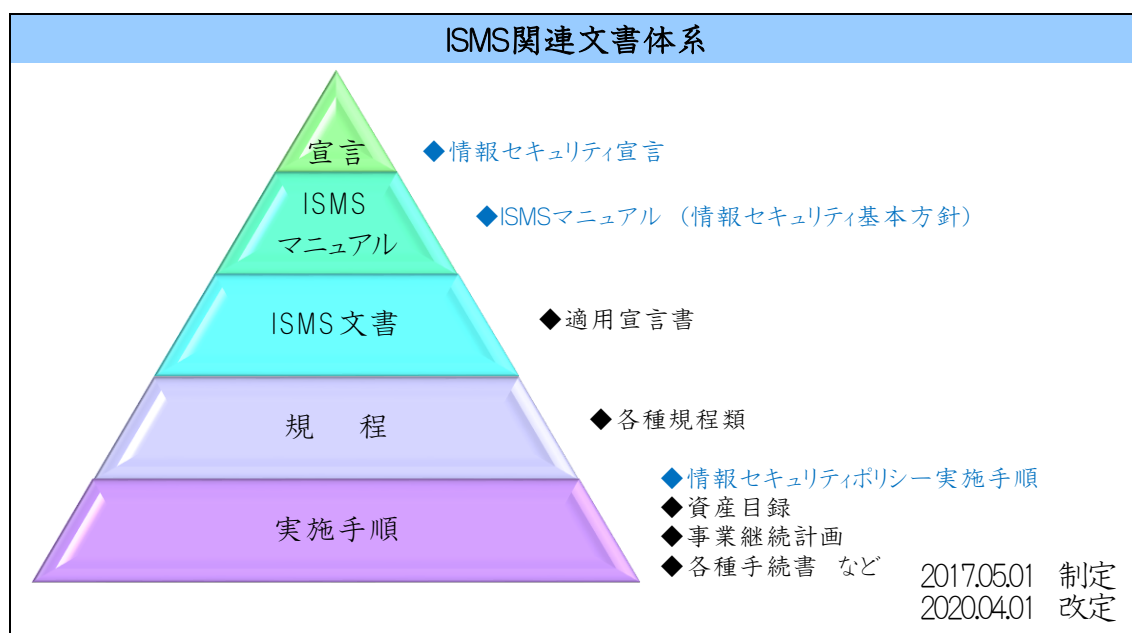 ISMS関連文書体系
宣言
◆情報セキュリティ宣言
ISMS
マニュアル
◆ISMSマニュアル (情報セキュリティ基本方針)
ISMS文書
◆適用宣言書
規 程
◆各種規程類
実施手順
◆情報セキュリティポリシー実施手順
◆資産目録
◆事業継続計画
◆各種手続書 など
2017.05.01 制定
2020.04.01 改定